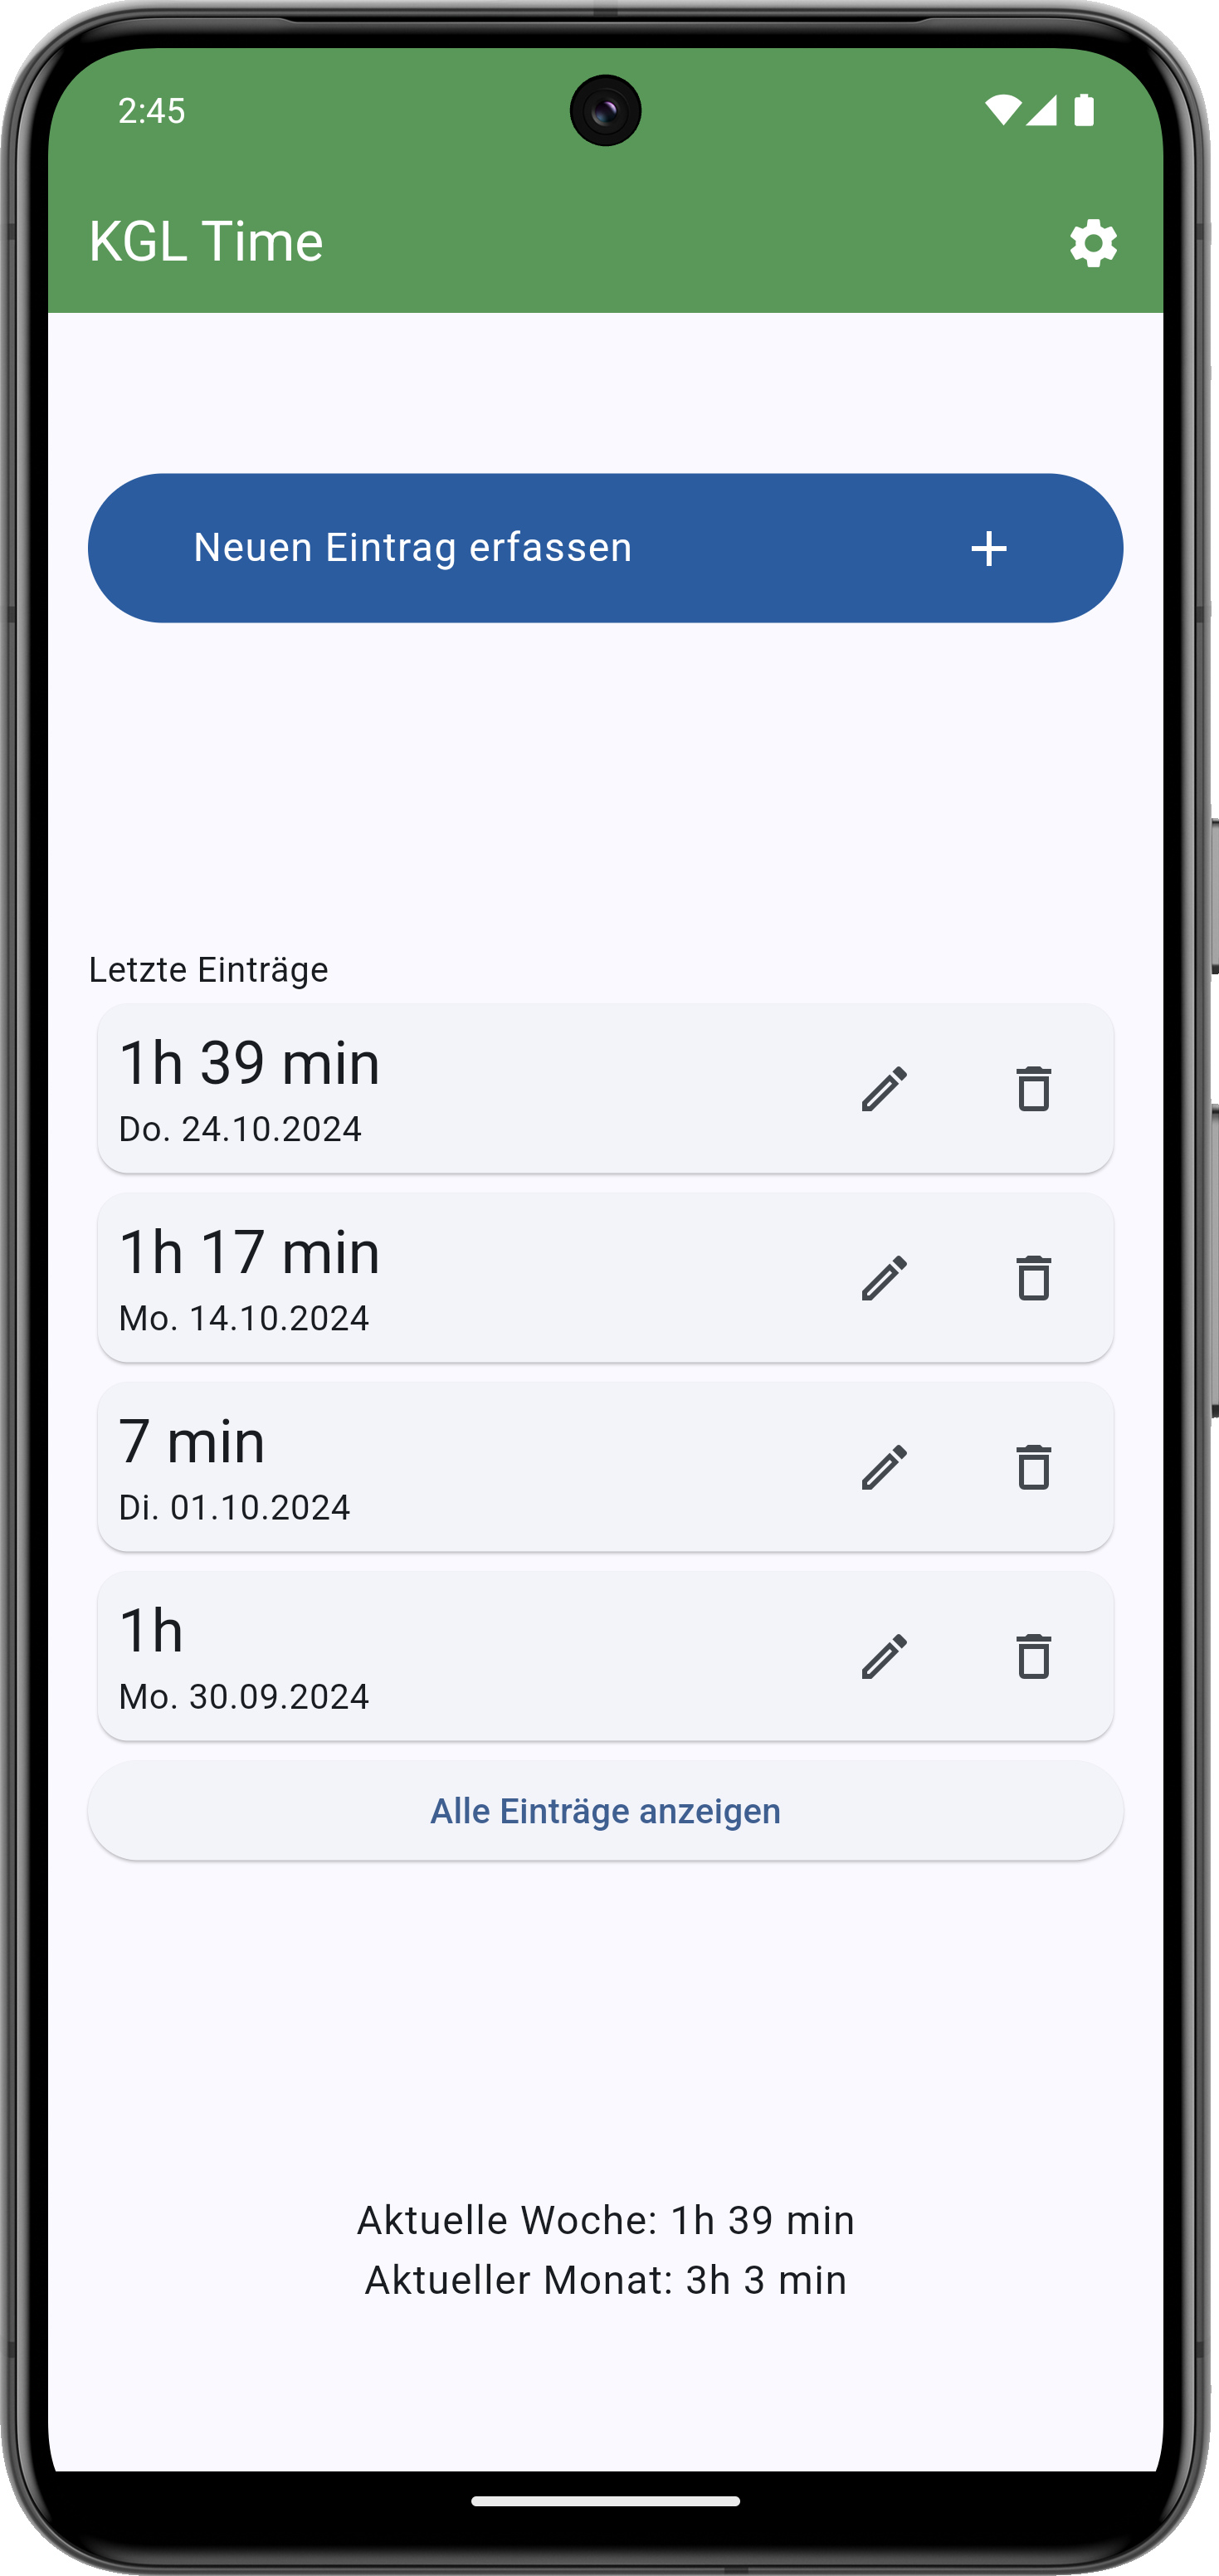 2:45
KGL Time
Neuen Eintrag erfassen
Letzte Einträge
1h 39 min
Do. 24.10.2024
1h 17 min
Mo. 14.10.2024
7 min
Di. 01.10.2024
1h
Mo. 30.09.2024
Alle Einträge anzeigen
Aktuelle Woche: 1h 39 min
Aktueller Monat: 3h 3 min